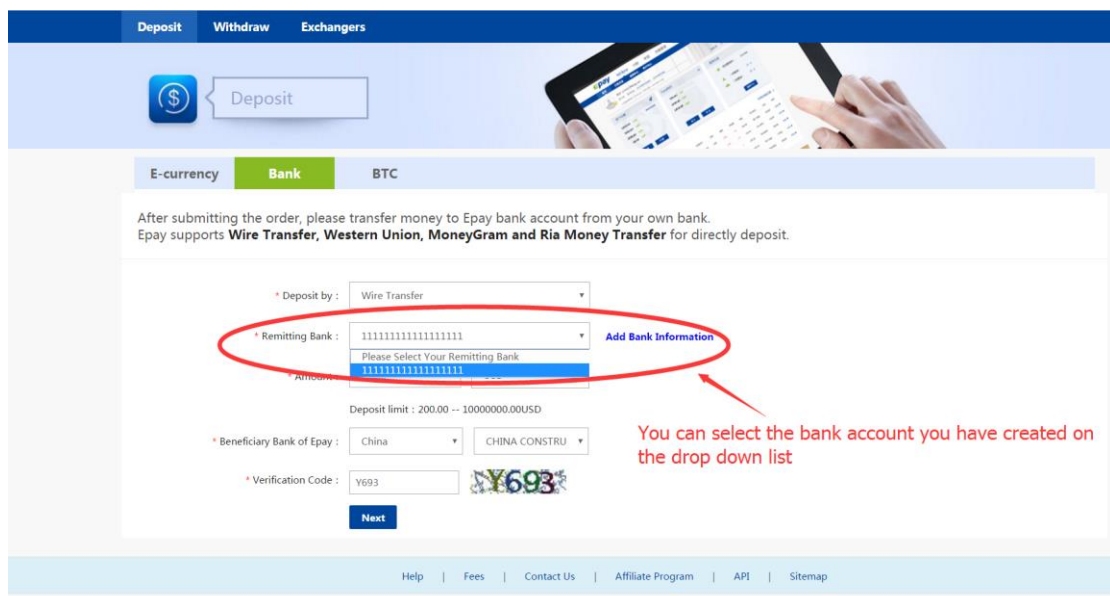 Deposit Withdraw Exchangers
epay
Deposit
E-currency Bank BTC
After submitting the order, please transfer money to Epay bank account from your own bank.
Epay supports Wire Transfer, Western Union, MoneyGram and Ria Money Transfer for directly deposit.
* Deposit by : Wire Transfer
* Remitting Bank : 111111111111111111 Add Bank Information
Please Select Your Remitting Bank
111111111111111111
* Amount :
Deposit limit : 200.00 -- 10000000.00USD
* Beneficiary Bank of Epay : China CHINA CONSTRU
You can select the bank account you have created on
the drop down list
* Verification Code : Y693 Y693
Next
Help | Fees | Contact Us | Affiliate Program | API | Sitemap